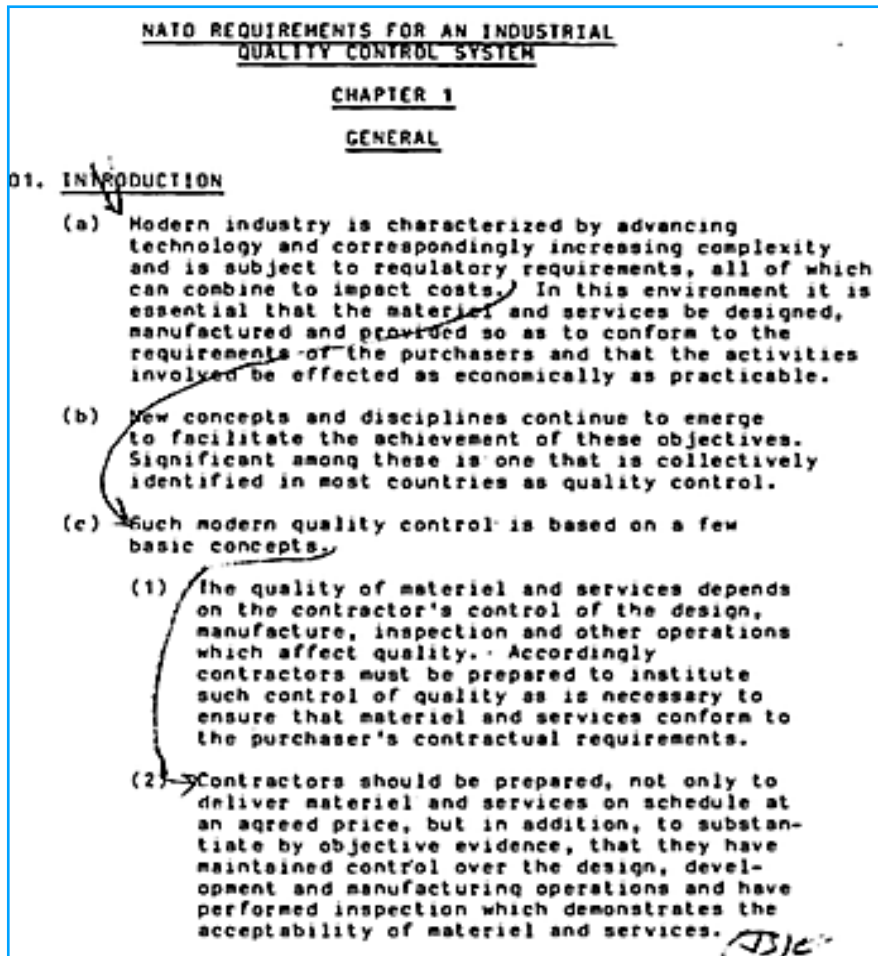 NATO REQUIREMENTS FOR AN INDUSTRIAL
QUALITY CONTROL SYSTEM
CHAPTER 1
GENERAL
01. INTRODUCTION
(a) Modern industry is characterized by advancing
technology and correspondingly increasing complexity
and is subject to regulatory requirements, all of which
can combine to impact costs. In this environment it is
essential that the materiel and services be designed,
manufactured and provided so as to conform to the
requirements of the purchasers and that the activities
involved be effected as economically as practicable.
(b) New concepts and disciplines continue to emerge
to facilitate the achievement of these objectives.
Significant among these is one that is collectively
identified in most countries as quality control.
(c) Such modern quality control is based on a few
basic concepts.
(1) The quality of materiel and services depends
on the contractor's control of the design,
manufacture, inspection and other operations
which affect quality. Accordingly
contractors must be prepared to institute
such control of quality as is necessary to
ensure that materiel and services conform to
the purchaser's contractual requirements.
(2) Contractors should be prepared, not only to
deliver materiel and services on schedule at
an agreed price, but in addition, to substan-
tiate by objective evidence, that they have
maintained control over the design, devel-
opment and manufacturing operations and have
performed inspection which demonstrates the
acceptability of materiel and services.